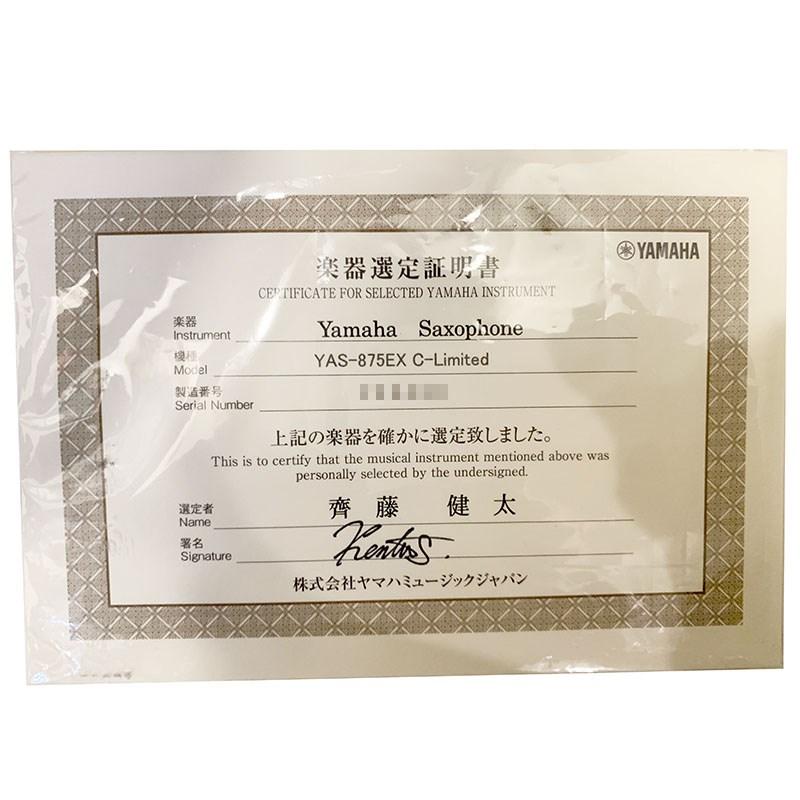 楽器選定証明書
YAMAHA
CERTIFICATE FOR SELECTED YAMAHA INSTRUMENT
楽器
Instrument Yamaha Saxophone
機種
Model YAS-875EX C-Limited
製造番号
Serial Number
上記の楽器を確かに選定致しました。
This is to certify that the musical instrument mentioned above was
personally selected by the undersigned.
選定者
Name 齊藤 健太
署名
Signature
株式会社ヤマハミュージックジャパン